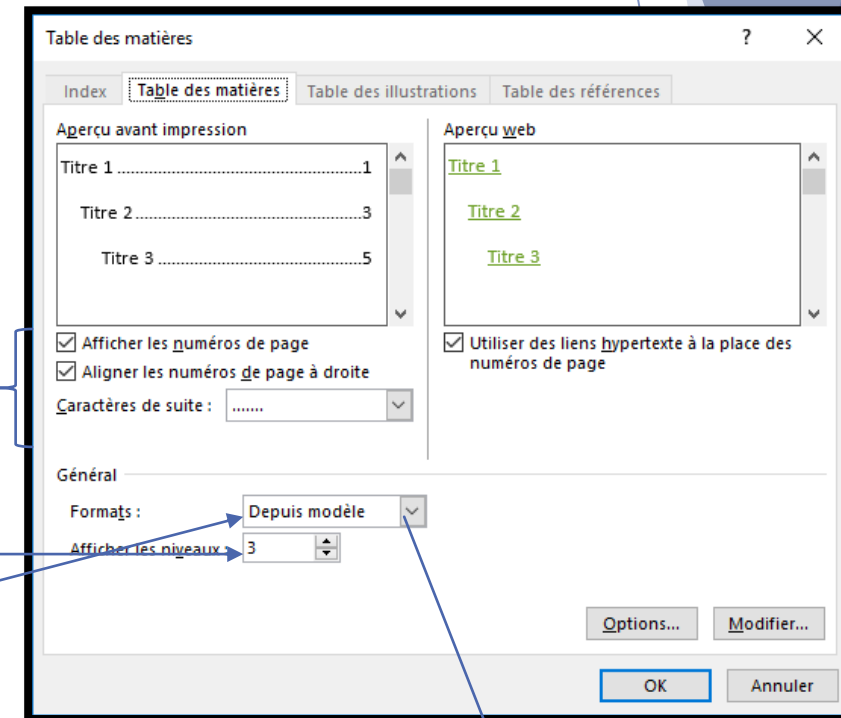 Table des matières ? ×
Index Table des matières Table des illustrations Table des références
Aperçu avant impression
Titre 1 ................................................ 1
Titre 2 ............................................ 3
Titre 3 ........................................ 5
Aperçu web
Titre 1
Titre 2
Titre 3
Afficher les numéros de page
Aligner les numéros de page à droite
Caractères de suite : .......
Utiliser des liens hypertexte à la place des
numéros de page
Général
Formats : Depuis modèle
Afficher les niveaux : 3
Options... Modifier...
OK Annuler